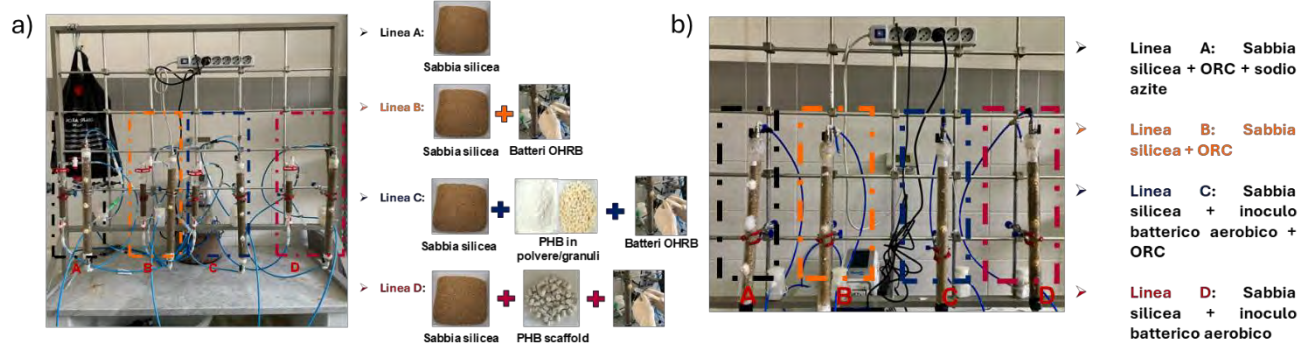 a)
➢ Linea A:
Sabbia silicea
➢ Linea B:
Sabbia silicea
Batteri OHRB
➢ Linea C:
Sabbia silicea
PHB in
polvere/granuli
Batteri OHRB
➢ Linea D:
Sabbia silicea
PHB scaffold
A
B
C
D
b)
A
B
C
D
➢ Linea A: Sabbia
silicea + ORC + sodio
azite
➢ Linea B: Sabbia
silicea + ORC
➢ Linea C: Sabbia
silicea + inoculo
batterico aerobico +
ORC
➢ Linea D: Sabbia
silicea + inoculo
batterico aerobico